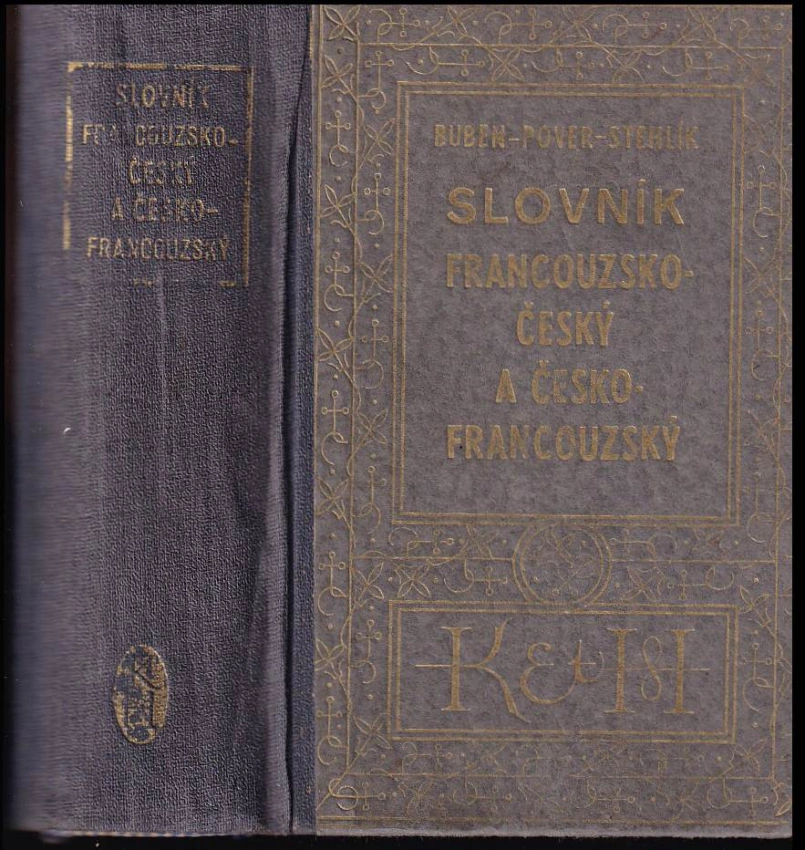 SLOVNÍK
FRANCOUZSKO-
ČESKÝ
A ČESKO-
FRANCOUZSKÝ
BUBEN-POVER-STEHLÍK
SLOVNÍK
FRANCOUZSKO-
ČESKÝ
A ČESKO-
FRANCOUZSKÝ
K et H